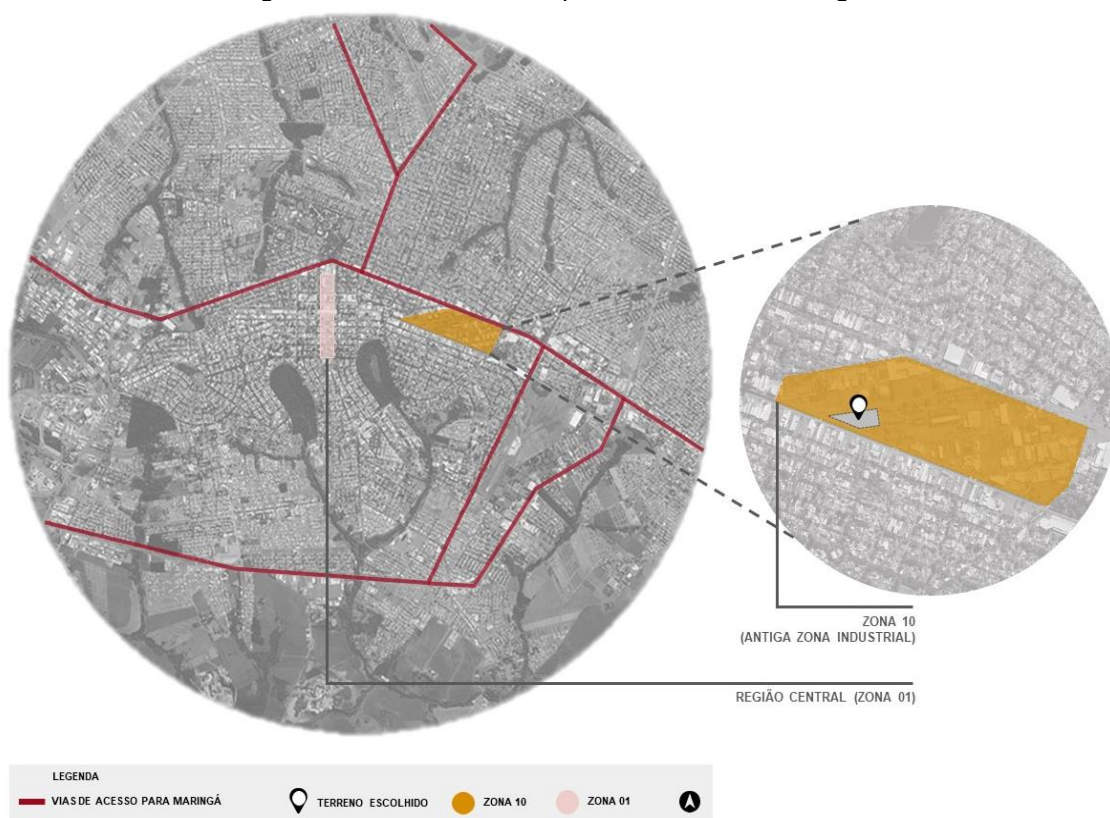 ZONA 10
(ANTIGA ZONA INDUSTRIAL)
REGIÃO CENTRAL (ZONA 01)
LEGENDA
VIAS DE ACESSO PARA MARINGÁ
TERRENO ESCOLHIDO
ZONA 10
ZONA 01